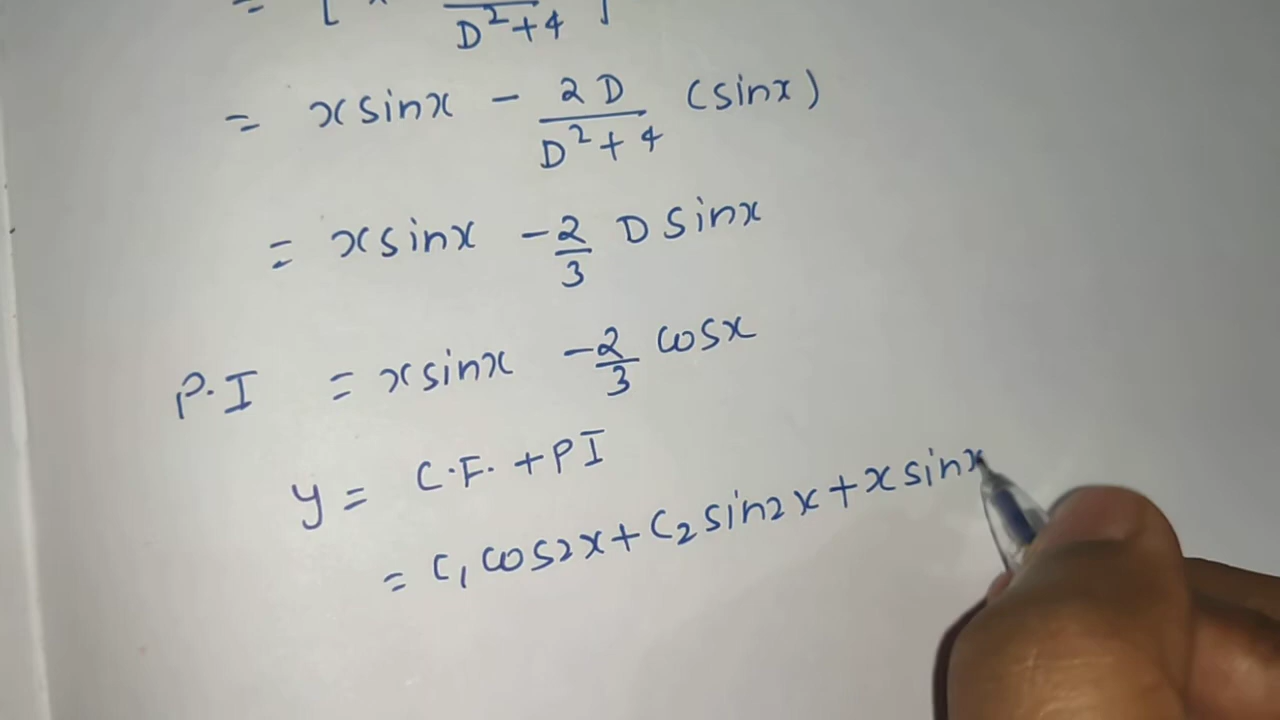 = [ x D²+4 ]
= x sinx - 2D/D²+4 (sinx)
= x sinx - 2/3 D sinx
P.I = x sinx - 2/3 cosx
y = C.F. + PI
= C₁ cos2x + C₂ sin2x + x sinx